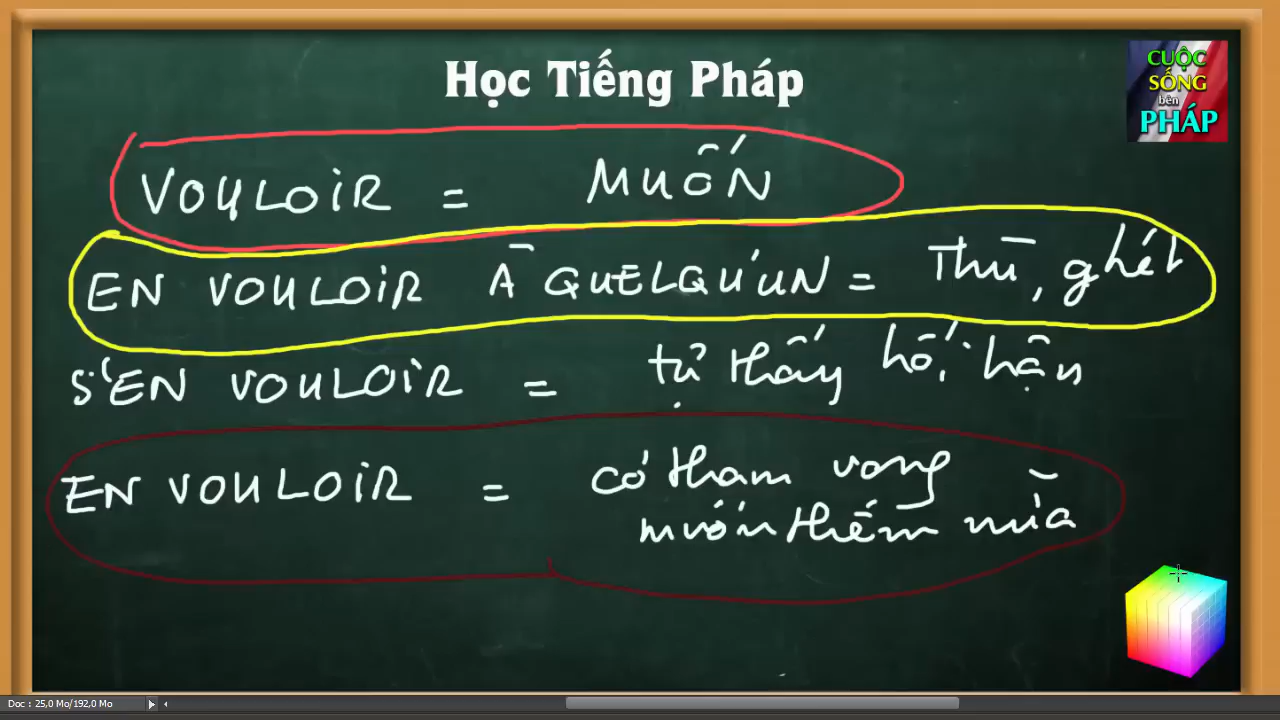 Học Tiếng Pháp
CUỘC
SỐNG
bên
PHÁP
VOULOIR = MUỐN
EN VOULOIR À QUELQU'UN = Thù, ghét
S'EN VOULOIR = tự thấy hối hận
EN VOULOIR = có tham vọng
muốn thêm nữa
Doc : 25,0 Mo/192,0 Mo